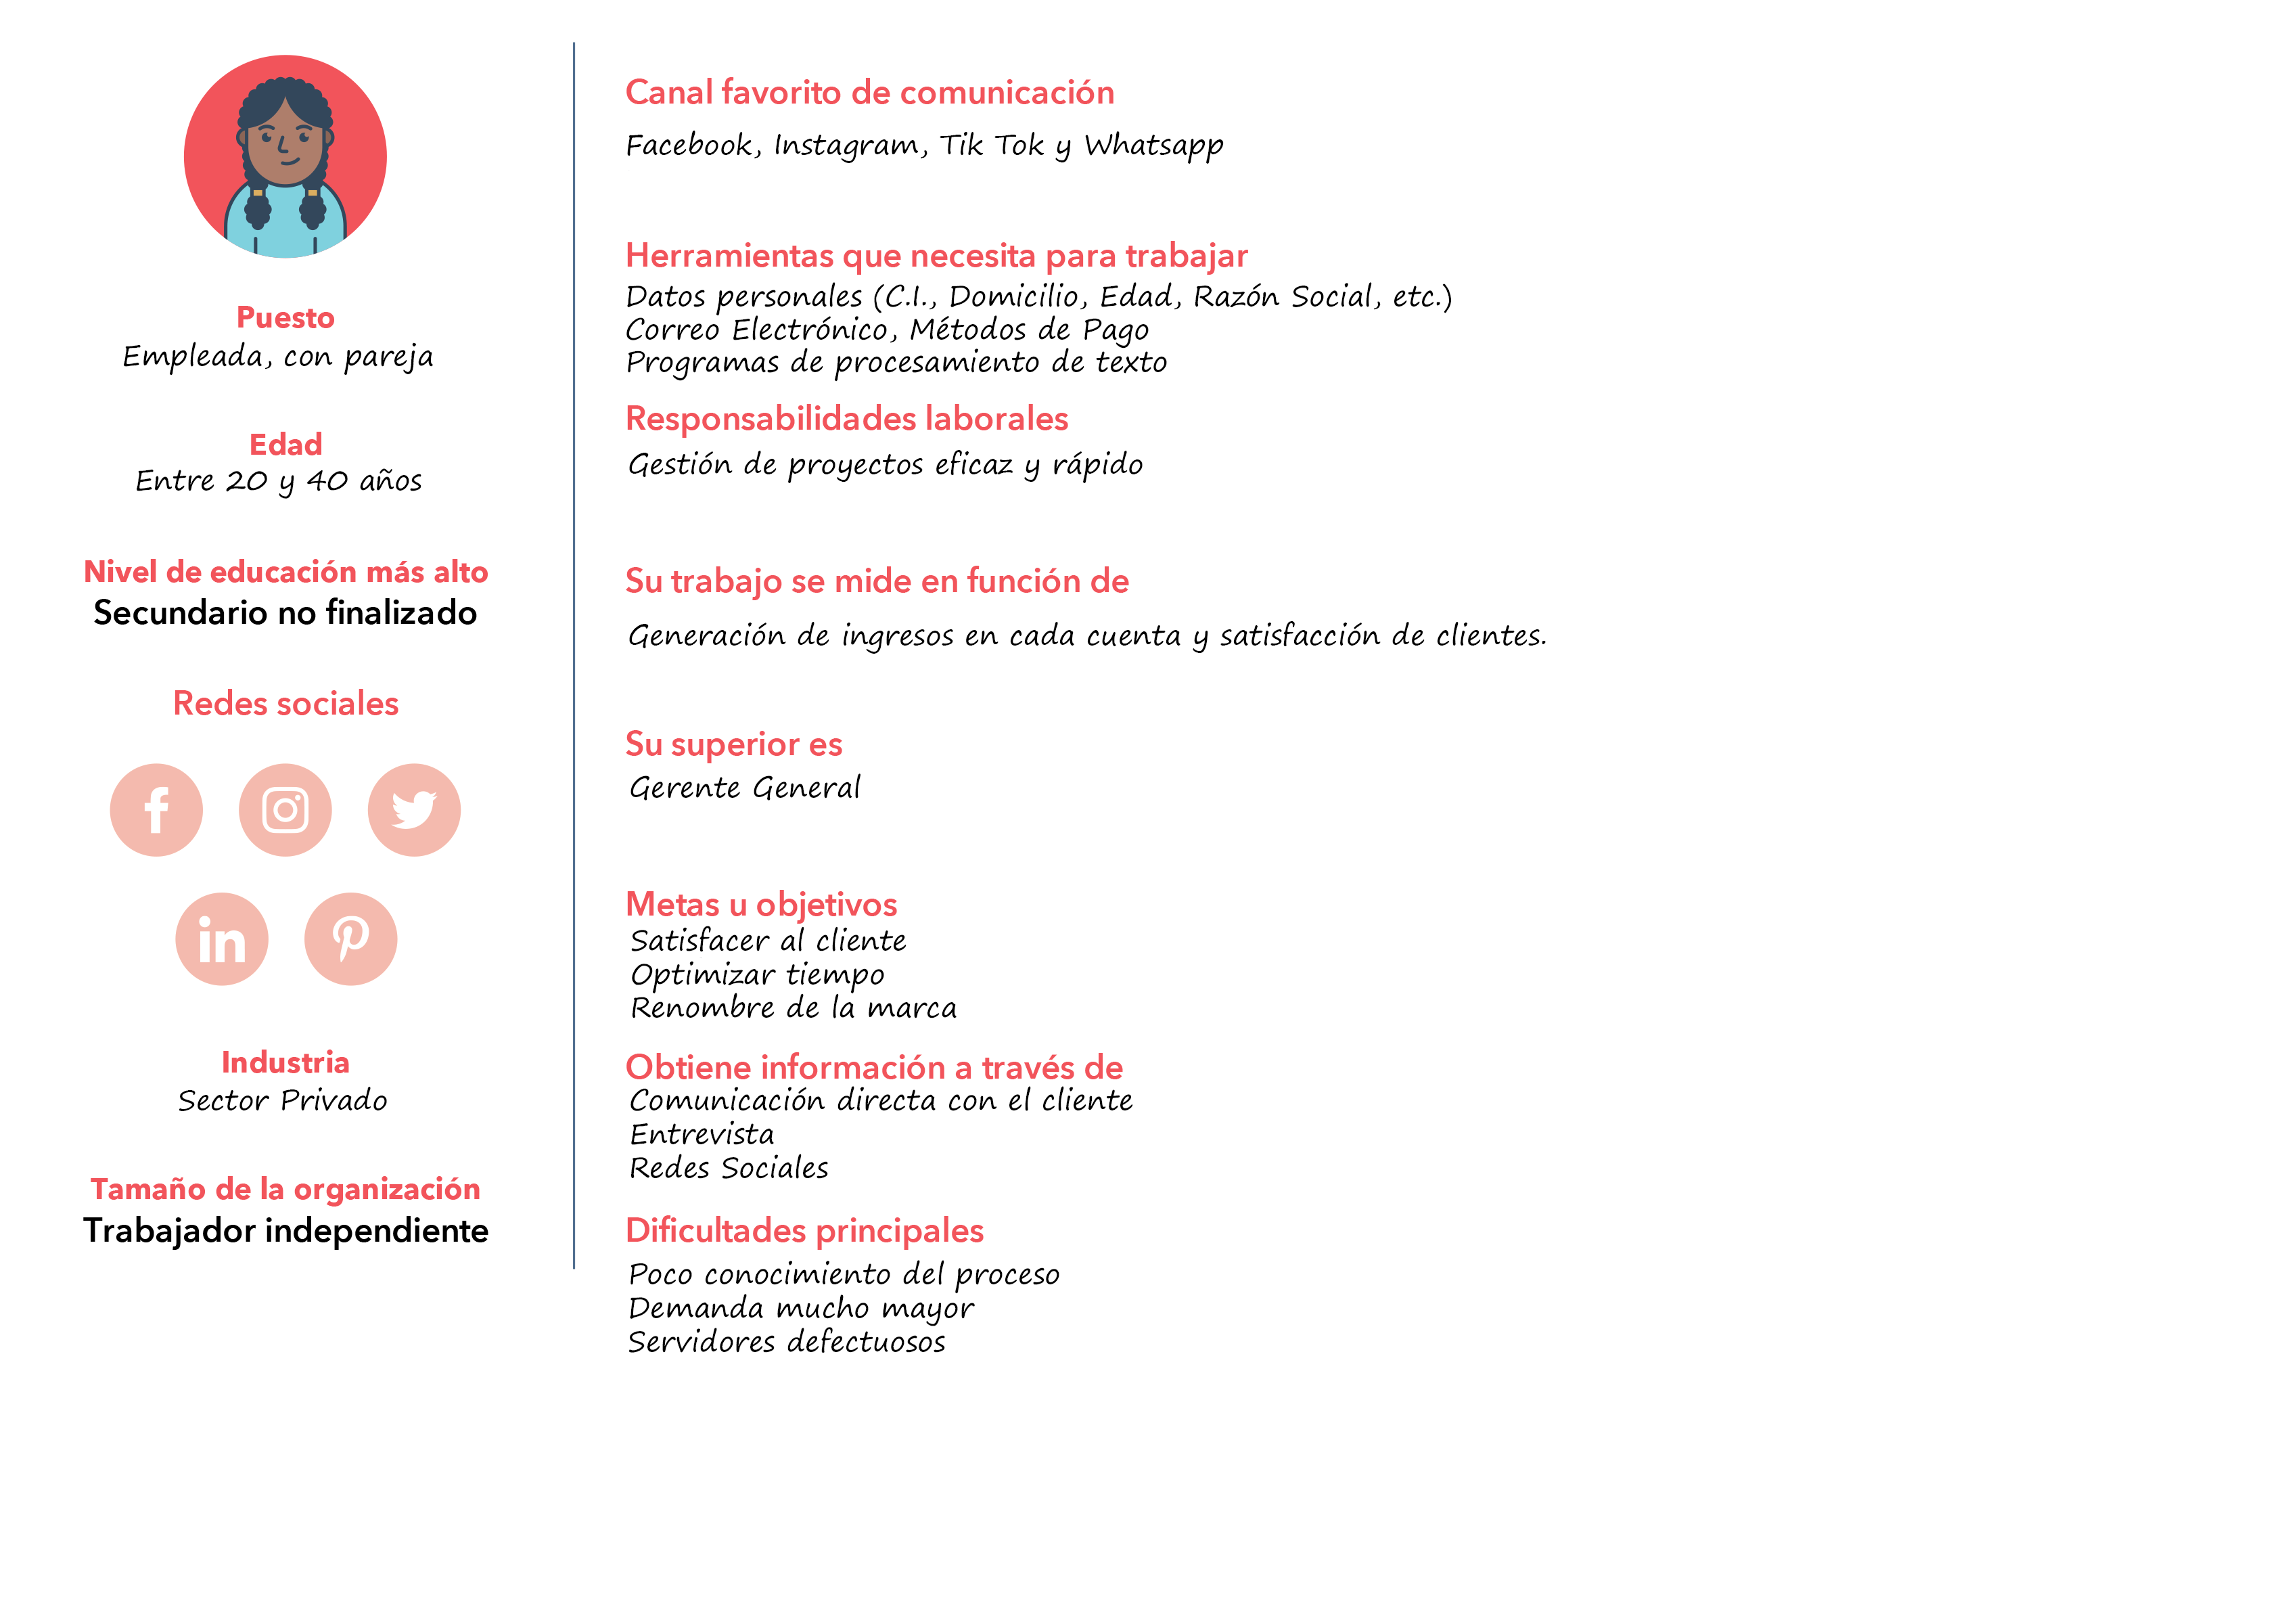 Puesto
Empleada, con pareja
Edad
Entre 20 y 40 años
Nivel de educación más alto
Secundario no finalizado
Redes sociales
f
in
Industria
Sector Privado
Tamaño de la organización
Trabajador independiente
Canal favorito de comunicación
Facebook, Instagram, Tik Tok y Whatsapp
Herramientas que necesita para trabajar
Datos personales (C.I., Domicilio, Edad, Razón Social, etc.)
Correo Electrónico, Métodos de Pago
Programas de procesamiento de texto
Responsabilidades laborales
Gestión de proyectos eficaz y rápido
Su trabajo se mide en función de
Generación de ingresos en cada cuenta y satisfacción de clientes.
Su superior es
Gerente General
Metas u objetivos
Satisfacer al cliente
Optimizar tiempo
Renombre de la marca
Obtiene información a través de
Comunicación directa con el cliente
Entrevista
Redes Sociales
Dificultades principales
Poco conocimiento del proceso
Demanda mucho mayor
Servidores defectuosos